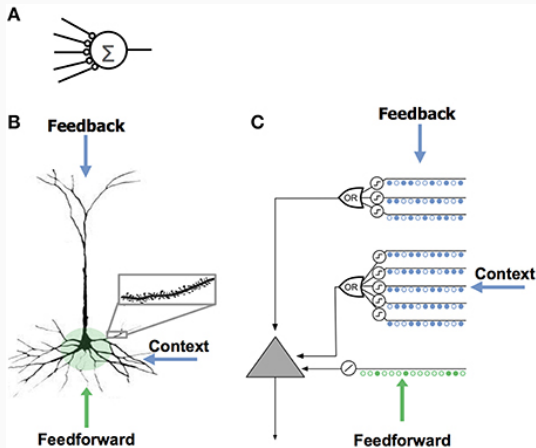 A
Σ
B
Feedback
Context
Feedforward
C
Feedback
OR
OR
Context
Feedforward